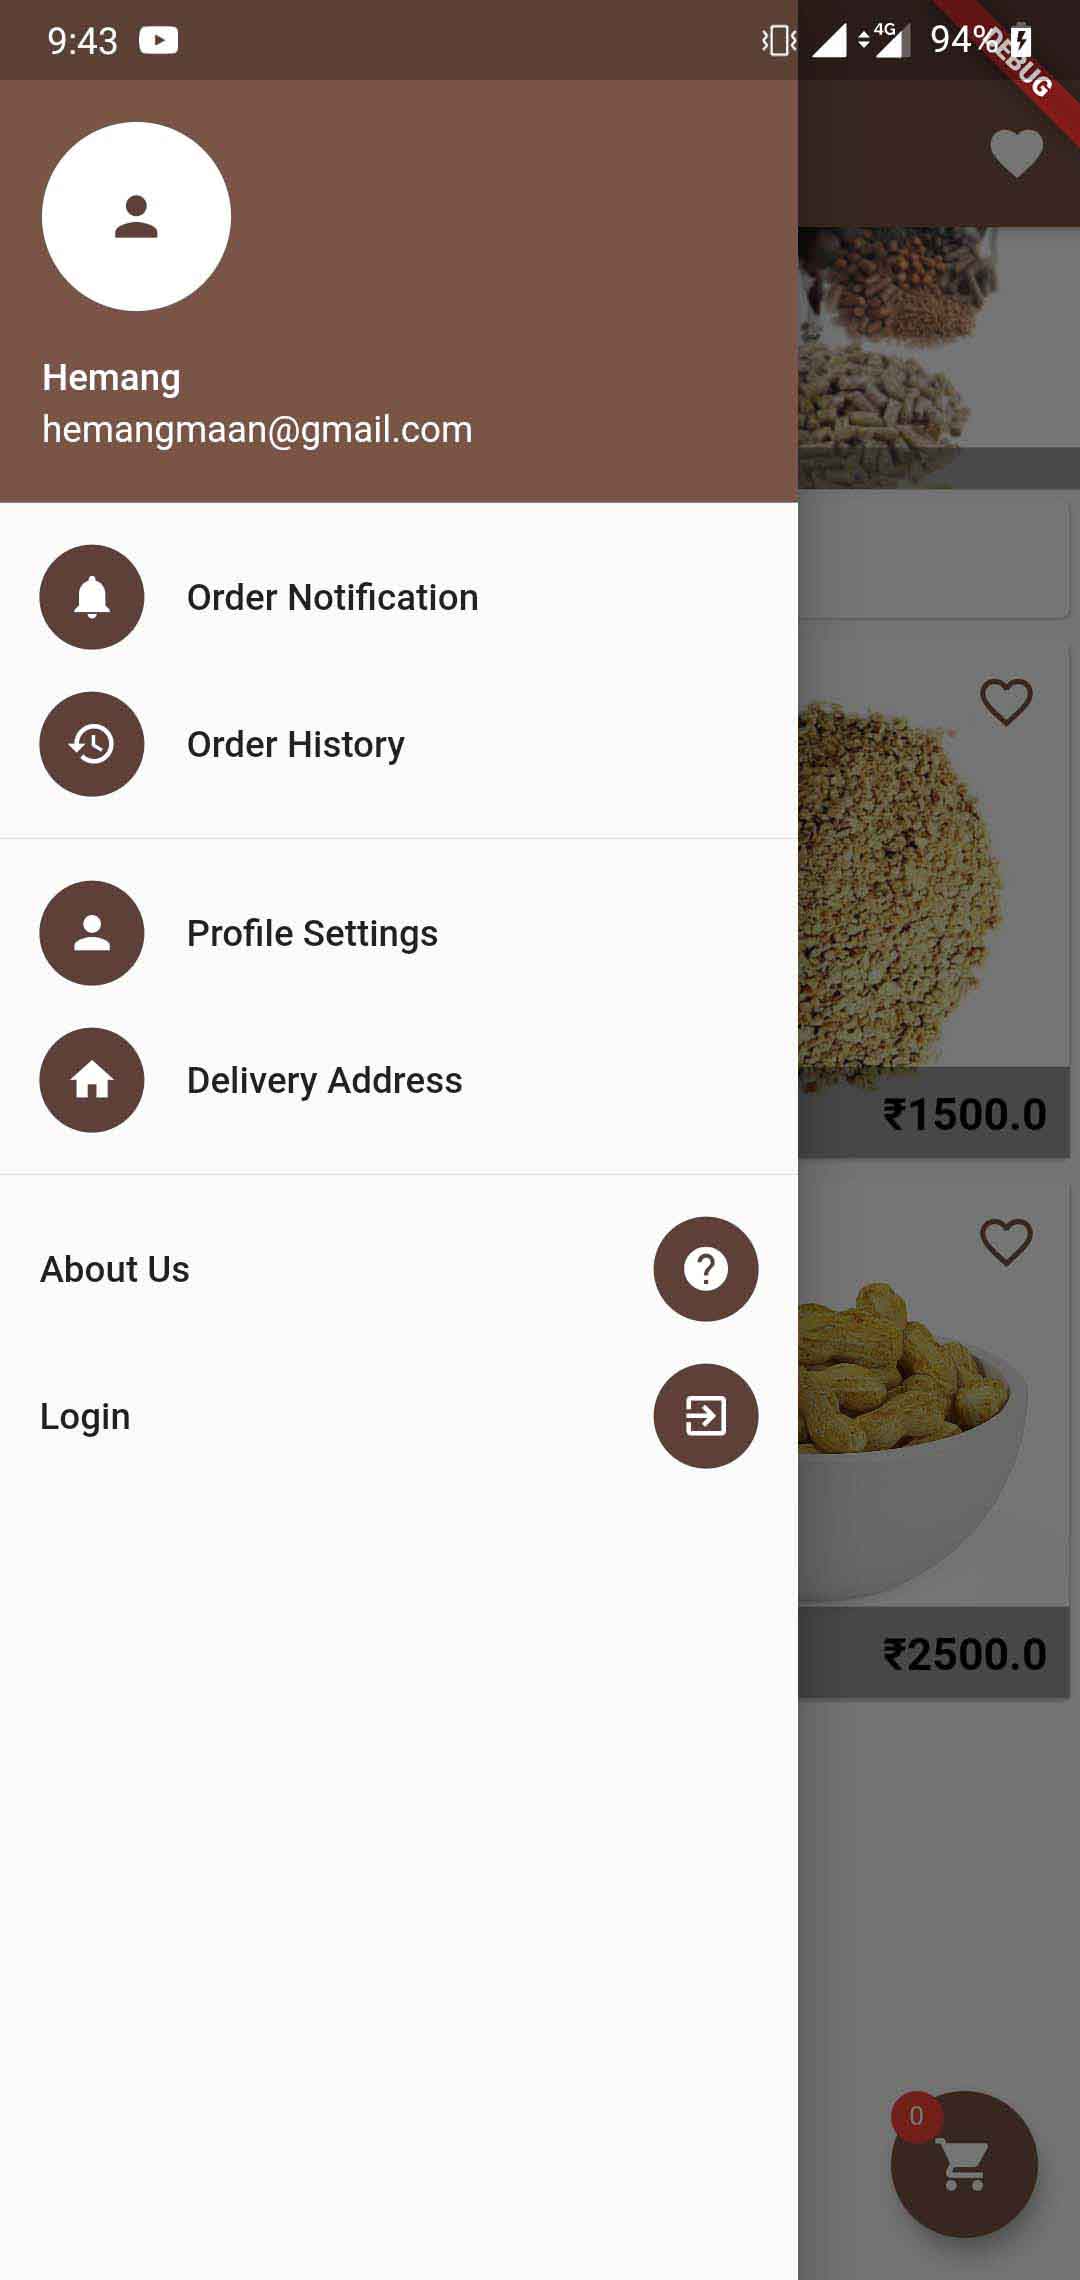 9:43
4G
94%
DEBUG
Hemang
hemangmaan@gmail.com
Order Notification
Order History
Profile Settings
Delivery Address
About Us
Login
₹1500.0
₹2500.0
0